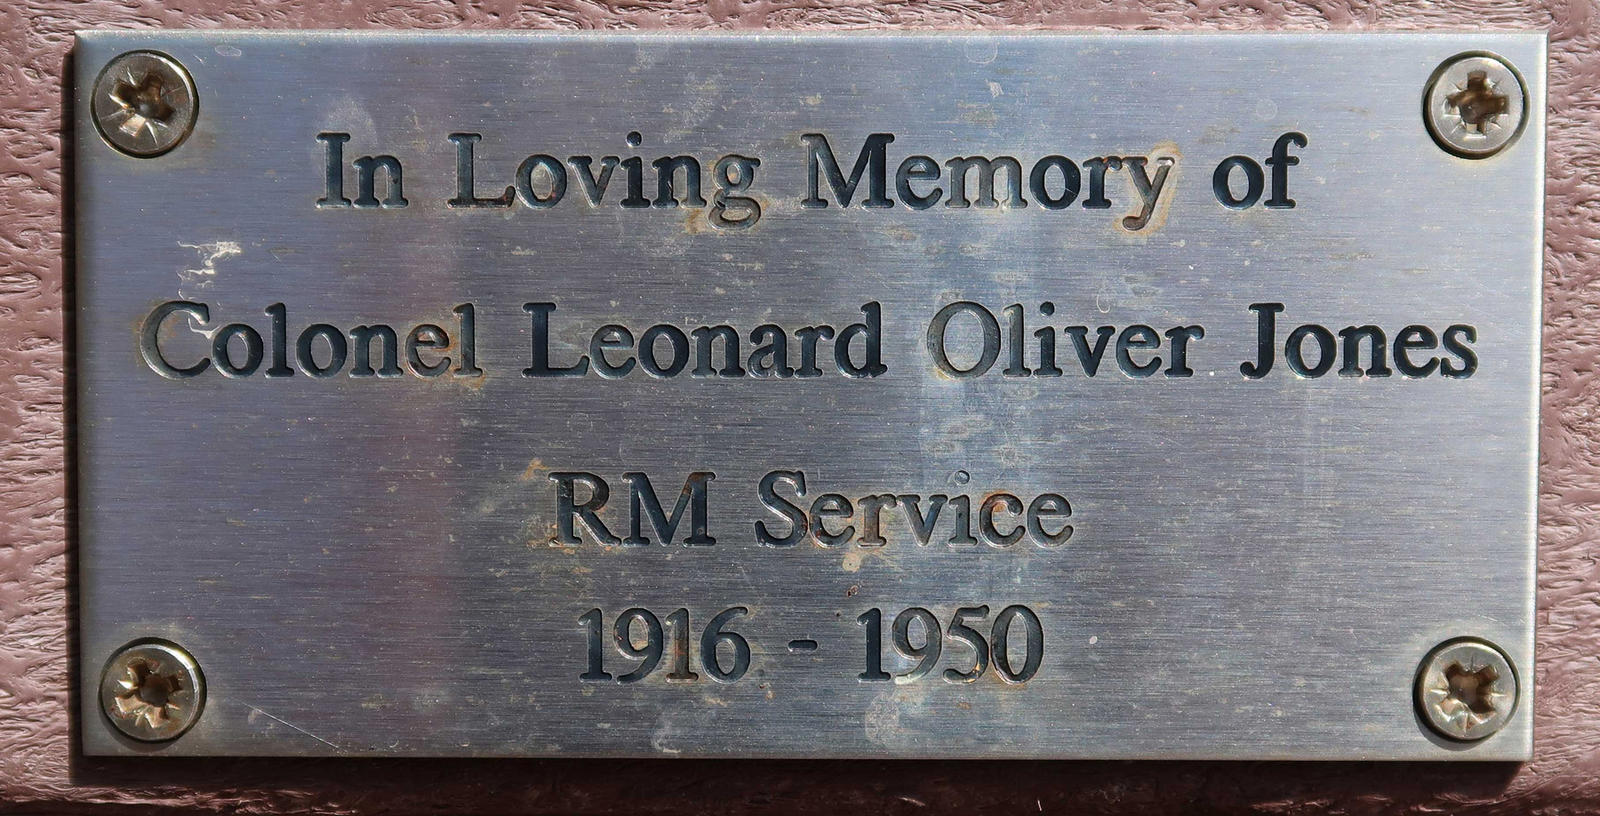 In Loving Memory of
Colonel Leonard Oliver Jones
RM Service
1916 - 1950